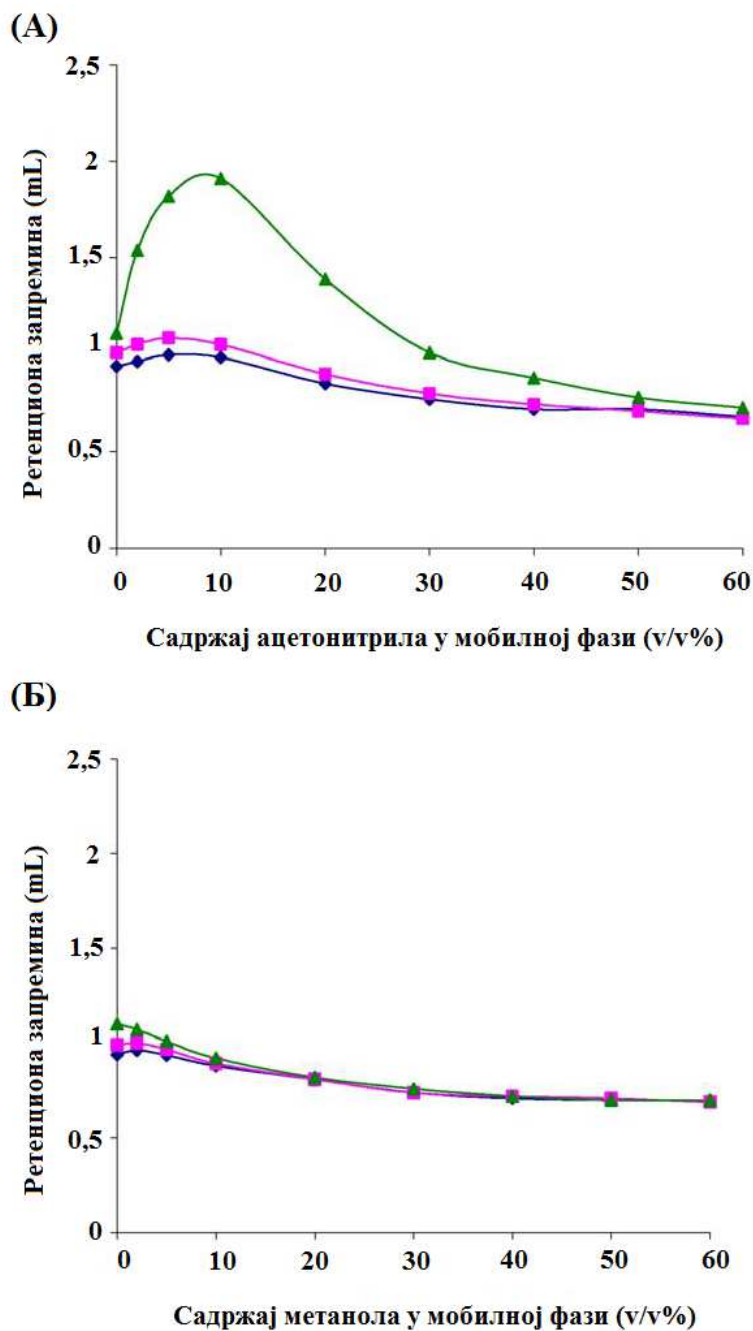 (А)
2,5
2
1,5
1
0,5
0
Ретенциона запремина (mL)
0 10 20 30 40 50 60
Садржај ацетонитрила у мобилној фази (v/v%)
(Б)
2,5
2
1,5
1
0,5
0
Ретенциона запремина (mL)
0 10 20 30 40 50 60
Садржај метанола у мобилној фази (v/v%)